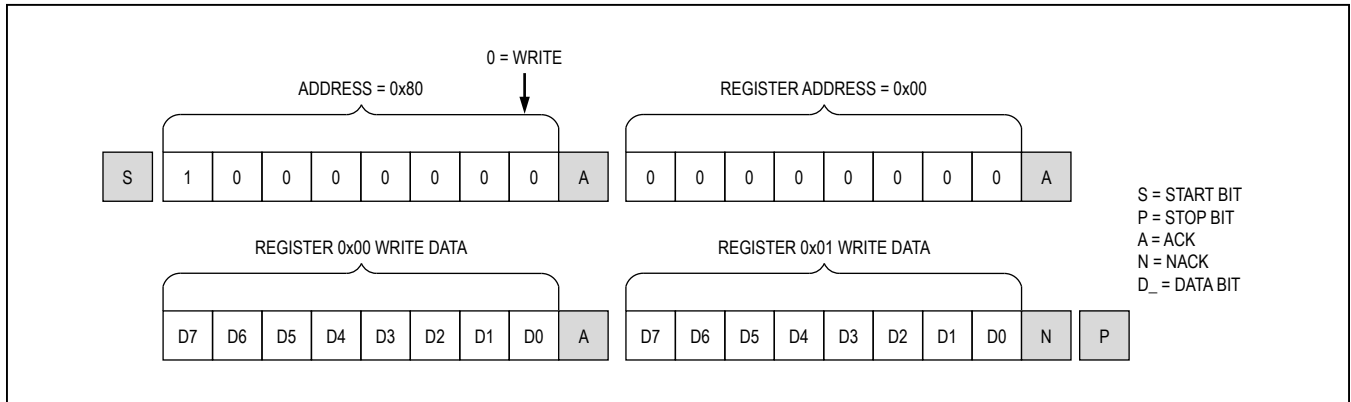 0 = WRITE
ADDRESS = 0x80
REGISTER ADDRESS = 0x00
S 1 0 0 0 0 0 0 0 A 0 0 0 0 0 0 0 0 A
S = START BIT
P = STOP BIT
A = ACK
N = NACK
D_ = DATA BIT
REGISTER 0x00 WRITE DATA
REGISTER 0x01 WRITE DATA
D7 D6 D5 D4 D3 D2 D1 D0 A D7 D6 D5 D4 D3 D2 D1 D0 N P